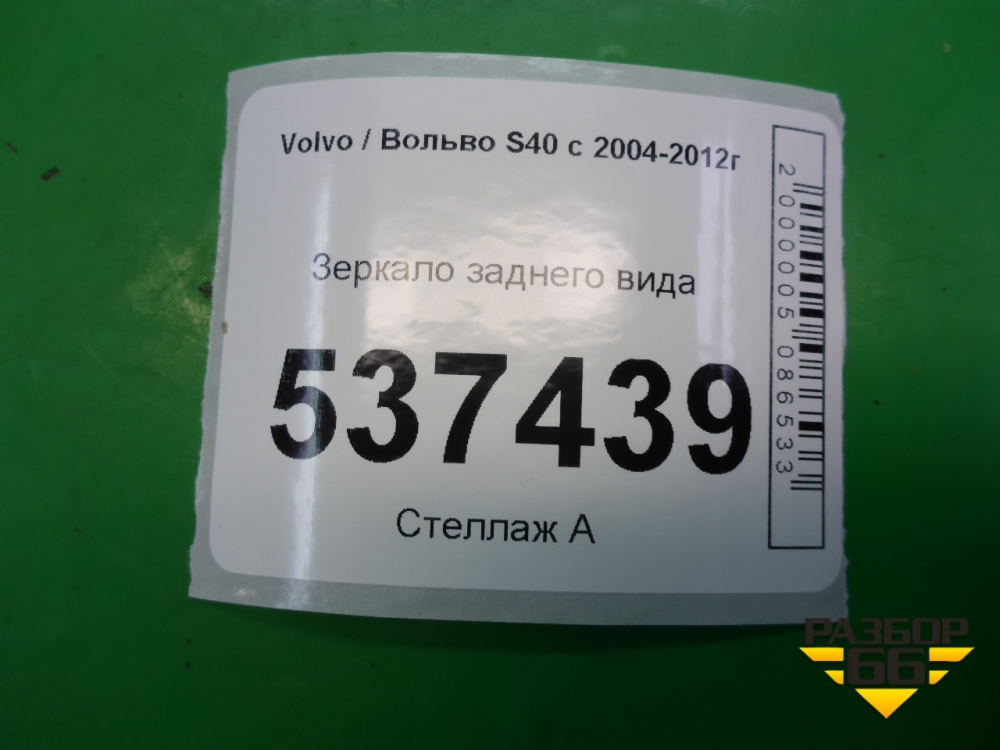 Volvo / Вольво S40 с 2004-2012г
Зеркало заднего вида
537439
Стеллаж А
2000005086533
РАЗБОР
66